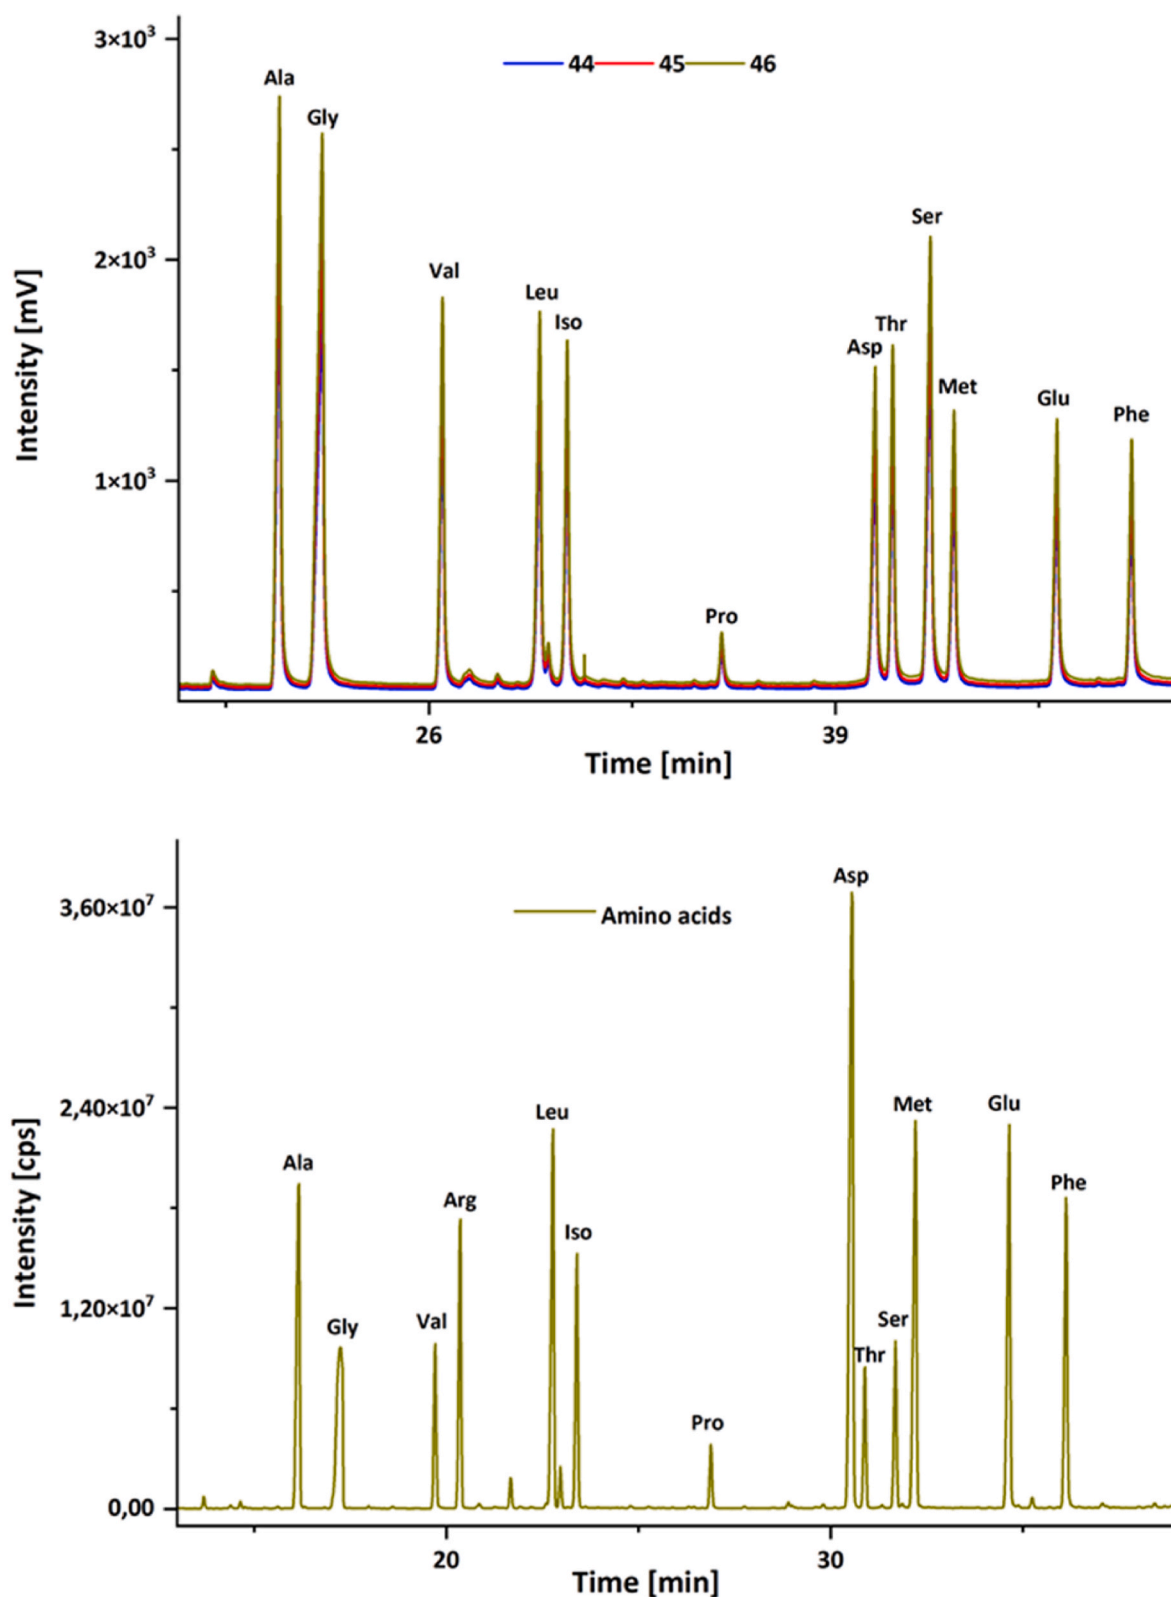 3×10³
44 45 46
Ala
Gly
Ser
2×10³
Val
Leu
Iso
Thr
Asp
Met
Glu
Phe
1×10³
Pro
Intensity [mV]
26 39
Time [min]
Asp
3,60×10⁷
Amino acids
2,40×10⁷
Leu
Met
Glu
Ala
Arg
Phe
Iso
1,20×10⁷
Val
Gly
Ser
Thr
Pro
Intensity [cps]
0,00
20 30
Time [min]